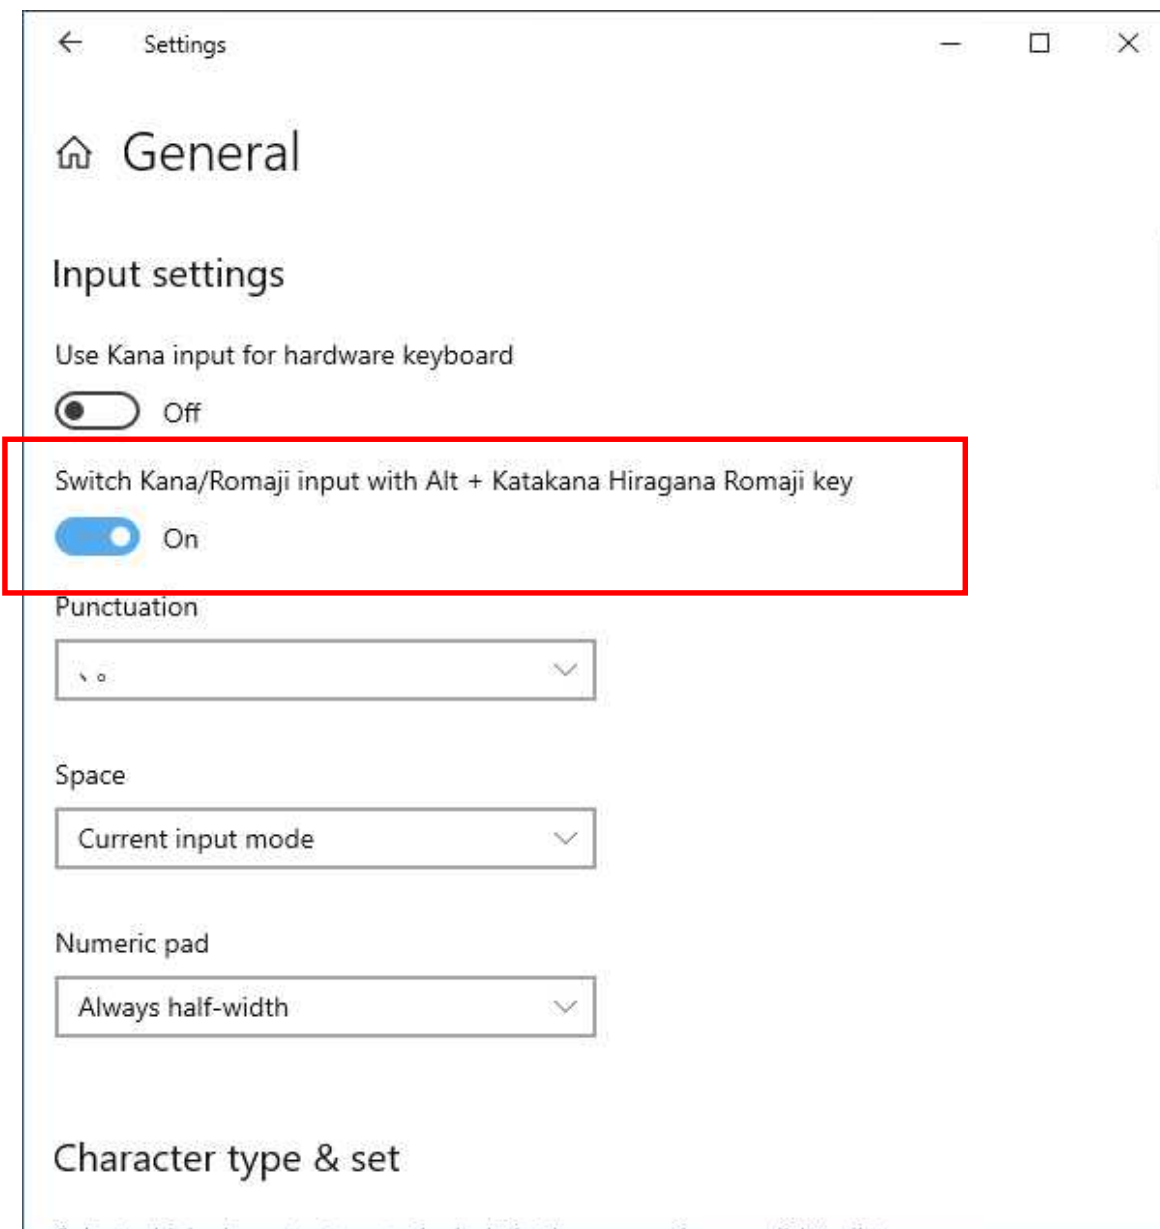 Settings
General
Input settings
Use Kana input for hardware keyboard
Off
Switch Kana/Romaji input with Alt + Katakana Hiragana Romaji key
On
Punctuation
、。
Space
Current input mode
Numeric pad
Always half-width
Character type & set